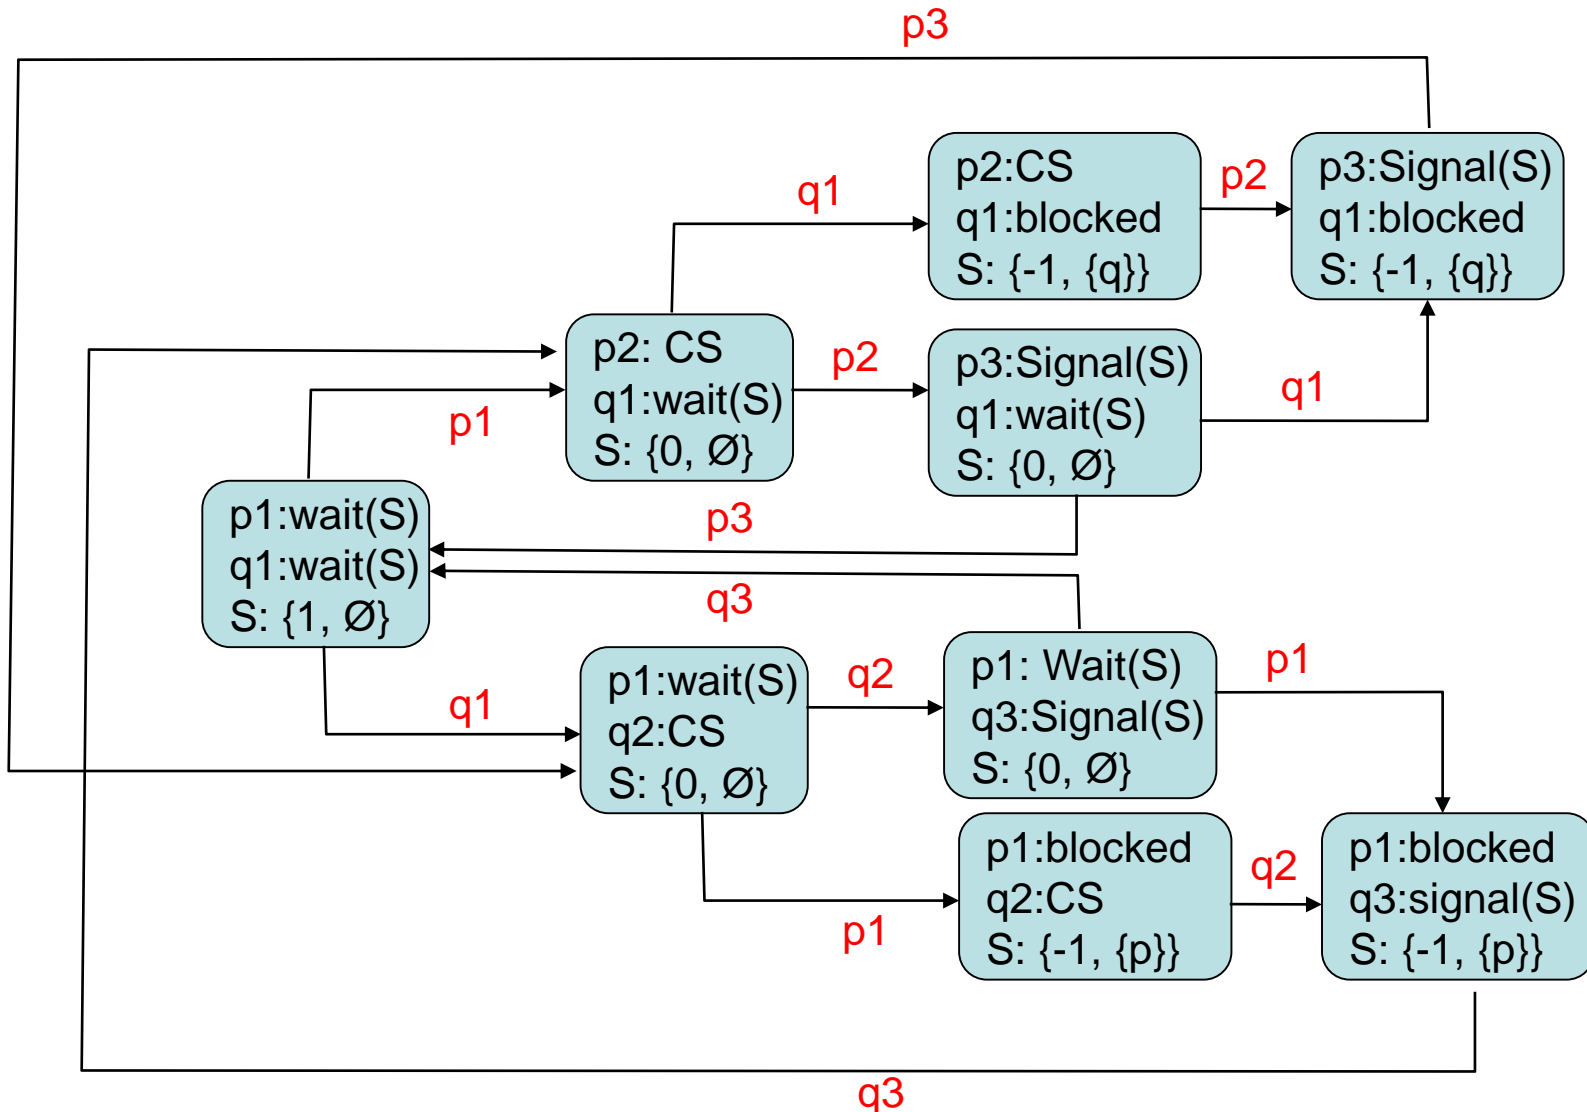 p3
p2:CS
q1:blocked
S: {-1, {q}}
p2
p3:Signal(S)
q1:blocked
S: {-1, {q}}
q1
p2: CS
q1:wait(S)
S: {0, Ø}
p2
p3:Signal(S)
q1:wait(S)
S: {0, Ø}
q1
p1
p1:wait(S)
q1:wait(S)
S: {1, Ø}
p3
q3
q1
p1:wait(S)
q2:CS
S: {0, Ø}
q2
p1: Wait(S)
q3:Signal(S)
S: {0, Ø}
p1
p1
p1:blocked
q2:CS
S: {-1, {p}}
q2
p1:blocked
q3:signal(S)
S: {-1, {p}}
q3